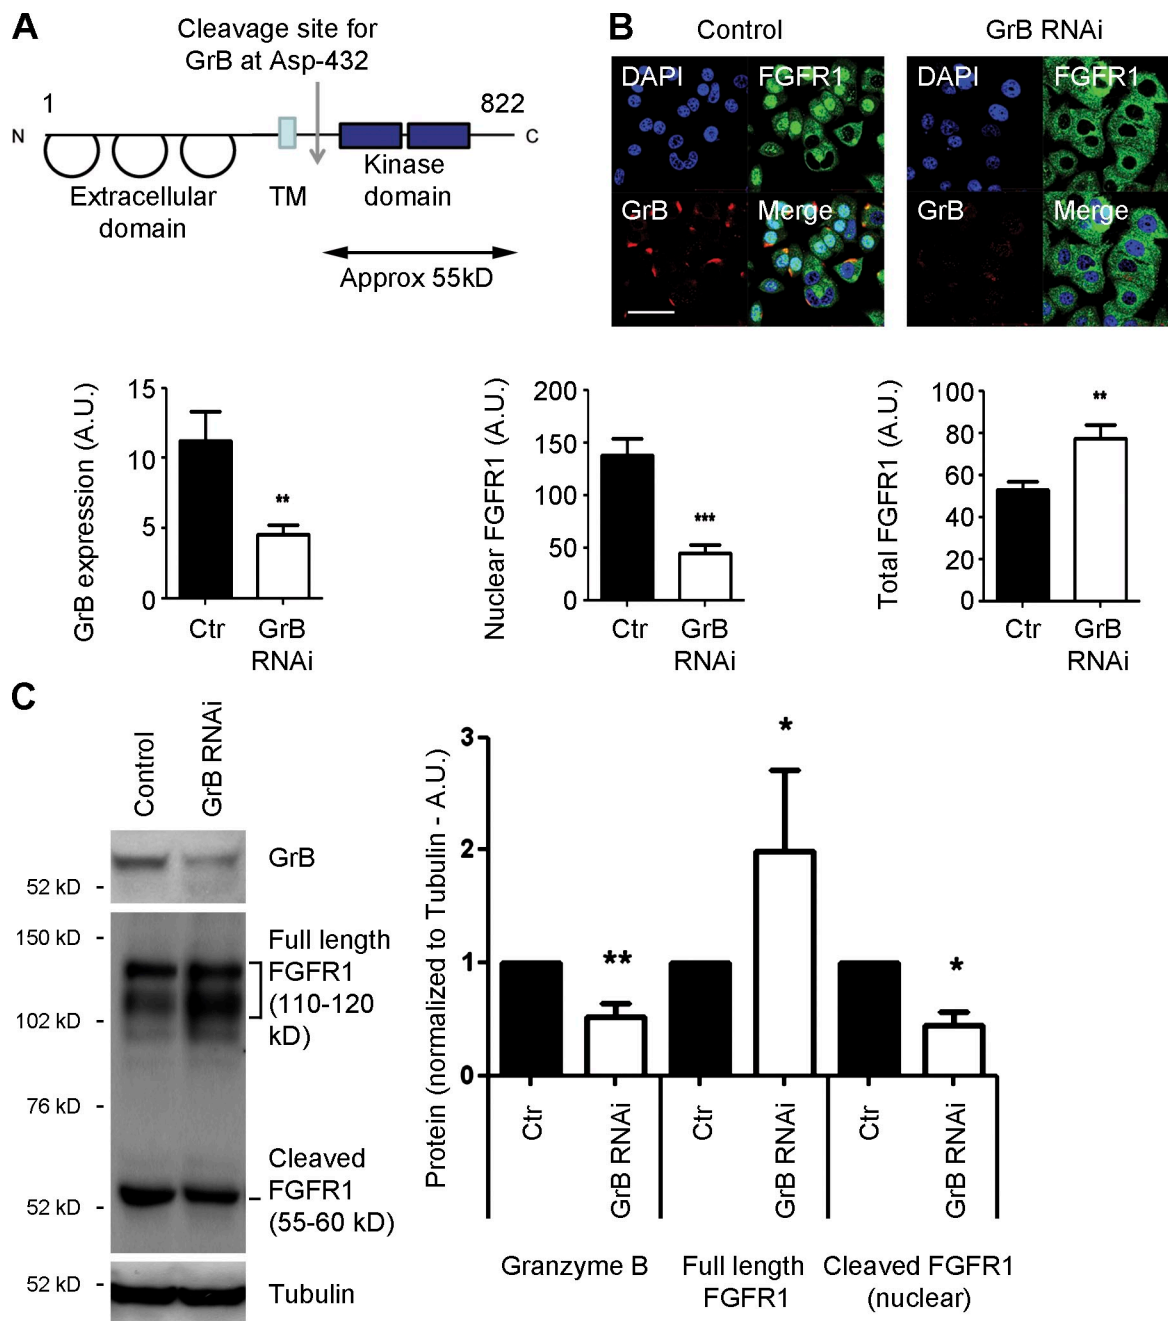 A
Cleavage site for
GrB at Asp-432
1
822
N
C
Extracellular
domain
TM
Kinase
domain
Approx 55kD
B
Control
GrB RNAi
DAPI
FGFR1
GrB
Merge
DAPI
FGFR1
GrB
Merge
GrB expression (A.U.)
15
10
5
0
**
Ctr
GrB
RNAi
Nuclear FGFR1 (A.U.)
200
150
100
50
0
***
Ctr
GrB
RNAi
Total FGFR1 (A.U.)
100
80
60
40
20
0
**
Ctr
GrB
RNAi
C
Control
GrB RNAi
GrB
52 kD -
150 kD -
Full length
FGFR1
(110-120
kD)
102 kD -
76 kD -
Cleaved
FGFR1
(55-60 kD)
52 kD -
52 kD -
Tubulin
Protein (normalized to Tubulin - A.U.)
3
2
1
0
**
*
*
Ctr
GrB RNAi
Ctr
GrB RNAi
Ctr
GrB RNAi
Granzyme B
Full length
FGFR1
Cleaved FGFR1
(nuclear)